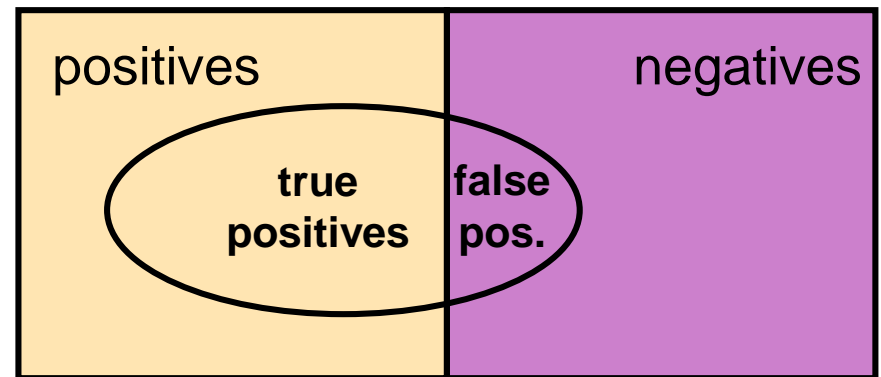 positives
negatives
true
positives
false
pos.